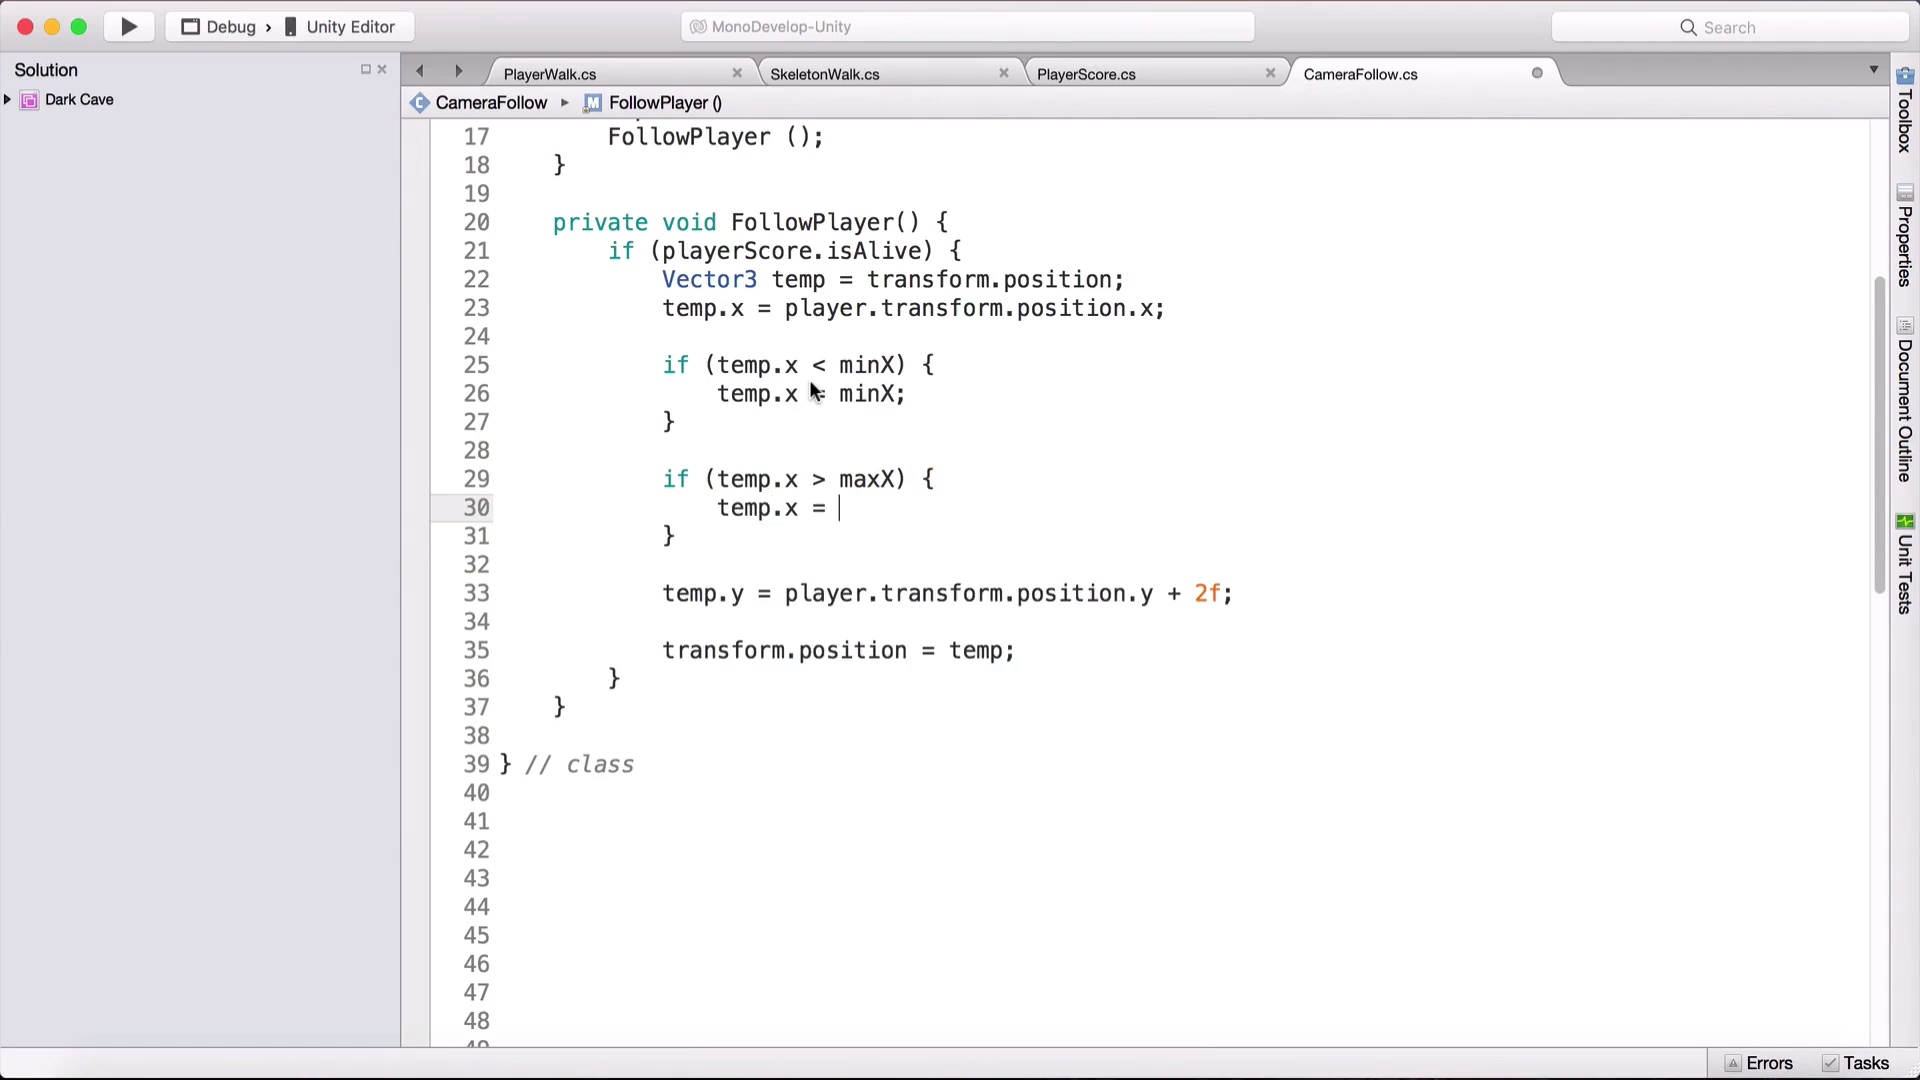 Debug › Unity Editor
MonoDevelop-Unity
Search
Solution
Dark Cave
PlayerWalk.cs
SkeletonWalk.cs
PlayerScore.cs
CameraFollow.cs
CameraFollow
FollowPlayer ()
17 FollowPlayer ();
18 }
19
20 private void FollowPlayer() {
21 if (playerScore.isAlive) {
22 Vector3 temp = transform.position;
23 temp.x = player.transform.position.x;
24
25 if (temp.x < minX) {
26 temp.x = minX;
27 }
28
29 if (temp.x > maxX) {
30 temp.x =
31 }
32
33 temp.y = player.transform.position.y + 2f;
34
35 transform.position = temp;
36 }
37 }
38
39 } // class
40
41
42
43
44
45
46
47
48
Toolbox
Properties
Document Outline
Unit Tests
Errors
Tasks